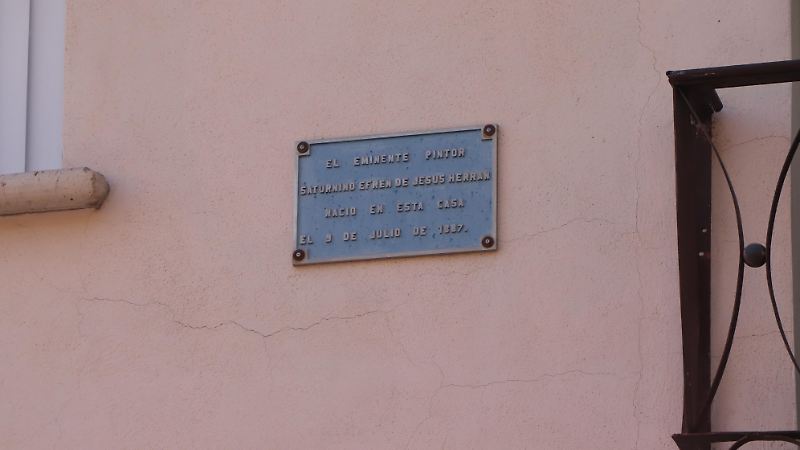 EL EMINENTE PINTOR
SATURNINO EFREN DE JESUS HERRAN
NACIO EN ESTA CASA
EL 9 DE JULIO DE 1887.